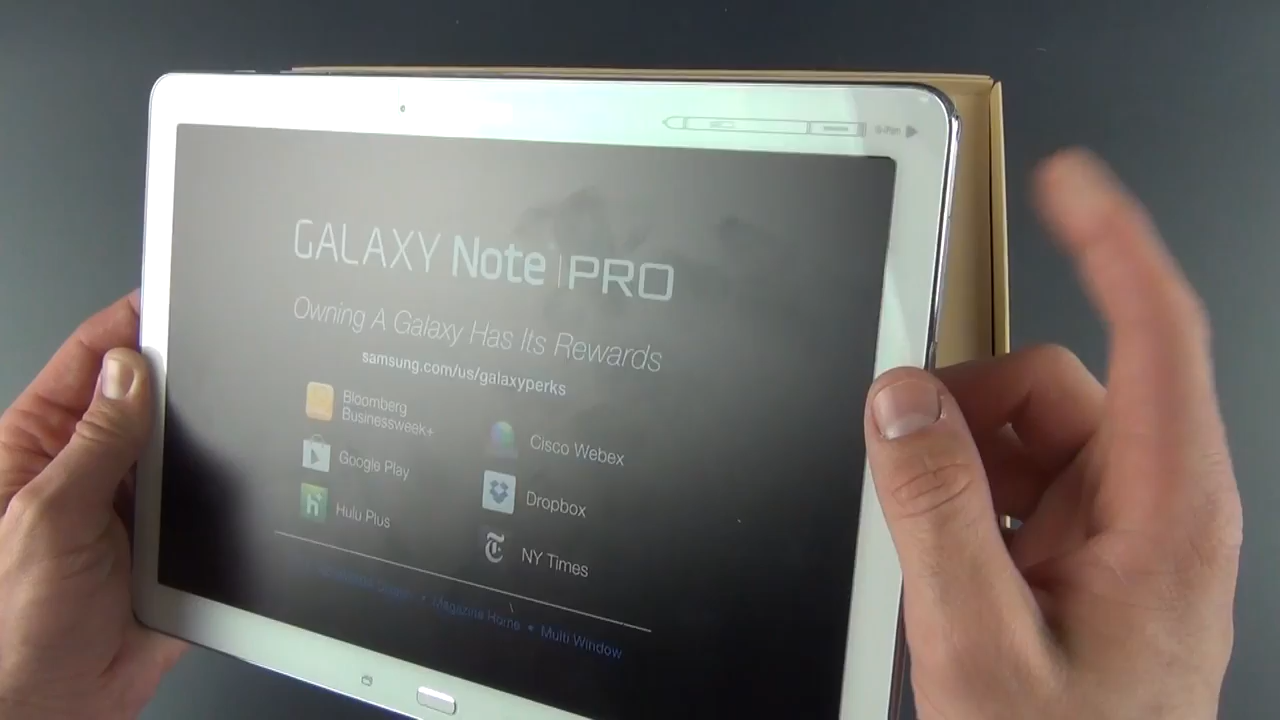 S-Pen
GALAXY Note | PRO
Owning A Galaxy Has Its Rewards
samsung.com/us/galaxyperks
Bloomberg
Businessweek+
Cisco Webex
Google Play
Dropbox
Hulu Plus
NY Times
• Magazine Home • Multi Window